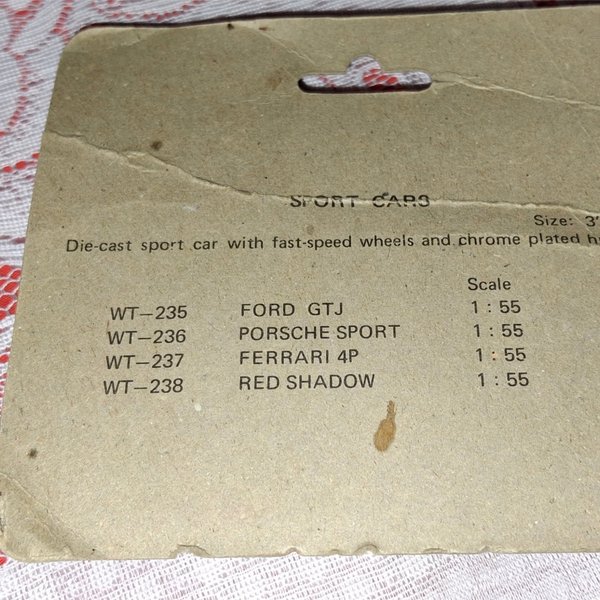 SPORT CARS
Size: 3'
Die-cast sport car with fast-speed wheels and chrome plated
Scale
WT—235 FORD GTJ 1 : 55
WT—236 PORSCHE SPORT 1 : 55
WT—237 FERRARI 4P 1 : 55
WT—238 RED SHADOW 1 : 55